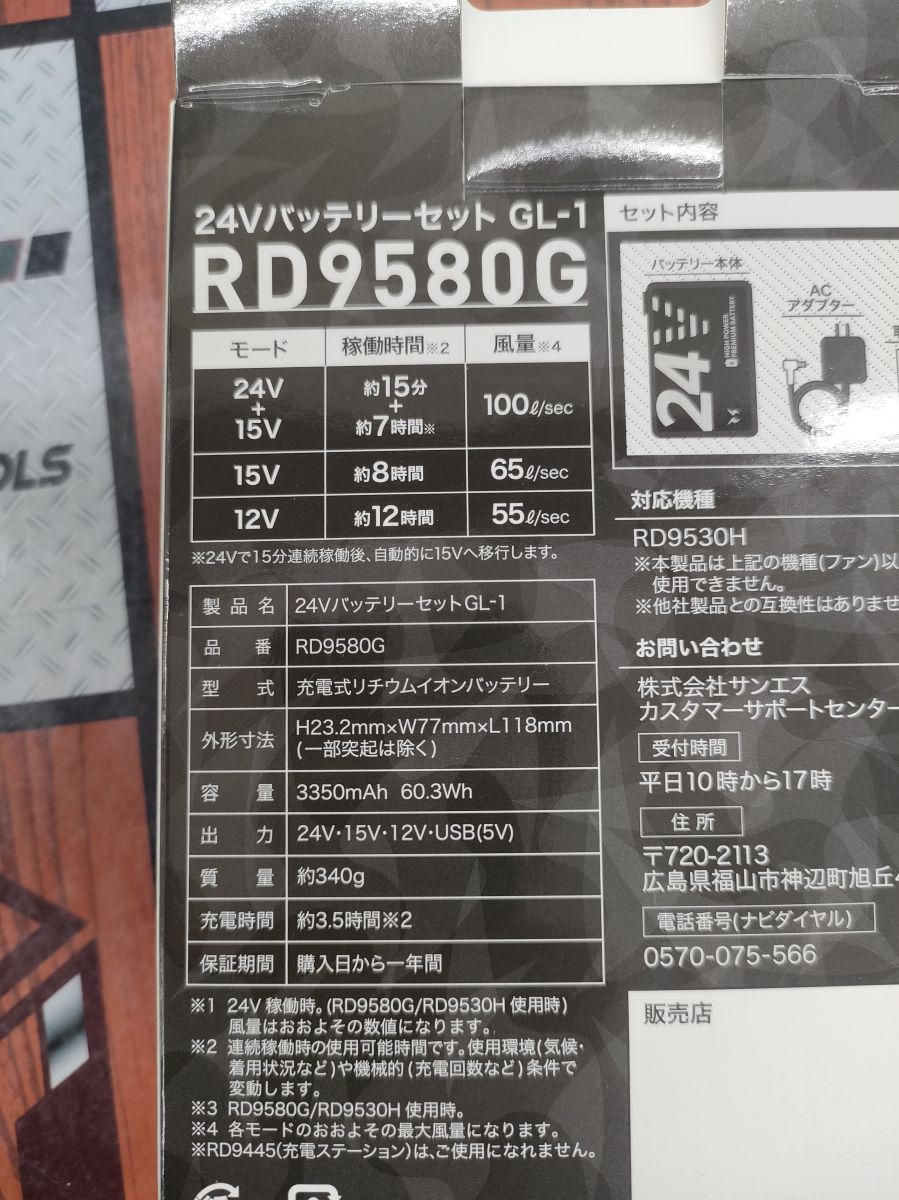 24Vバッテリーセット GL-1
RD9580G
モード 稼働時間※2 風量※4
24V
+
15V
約15分
+
約7時間※
100ℓ/sec
15V 約8時間 65ℓ/sec
12V 約12時間 55ℓ/sec
※24Vで15分連続稼働後、自動的に15Vへ移行します。
製品名 24VバッテリーセットGL-1
品番 RD9580G
型式 充電式リチウムイオンバッテリー
外形寸法 H23.2mm×W77mm×L118mm
(一部突起は除く)
容量 3350mAh 60.3Wh
出力 24V・15V・12V・USB(5V)
質量 約340g
充電時間 約3.5時間※2
保証期間 購入日から一年間
※1 24V 稼働時。(RD9580G/RD9530H 使用時)
風量はおおよその数値になります。
※2 連続稼働時の使用可能時間です。使用環境(気候・
着用状況など)や機械的(充電回数など)条件で
変動します。
※3 RD9580G/RD9530H 使用時。
※4 各モードのおおよその最大風量になります。
※RD9445(充電ステーション)は、ご使用になれません。
セット内容
バッテリー本体
24V
HIGH POWER
PREMIUM BATTERY
AC
アダプター
対応機種
RD9530H
※本製品は上記の機種(ファン)以
使用できません。
※他社製品との互換性はありませ
お問い合わせ
株式会社サンエス
カスタマーサポートセンター
受付時間
平日10時から17時
住所
〒720-2113
広島県福山市神辺町旭丘4
電話番号(ナビダイヤル)
0570-075-566
販売店
OLS